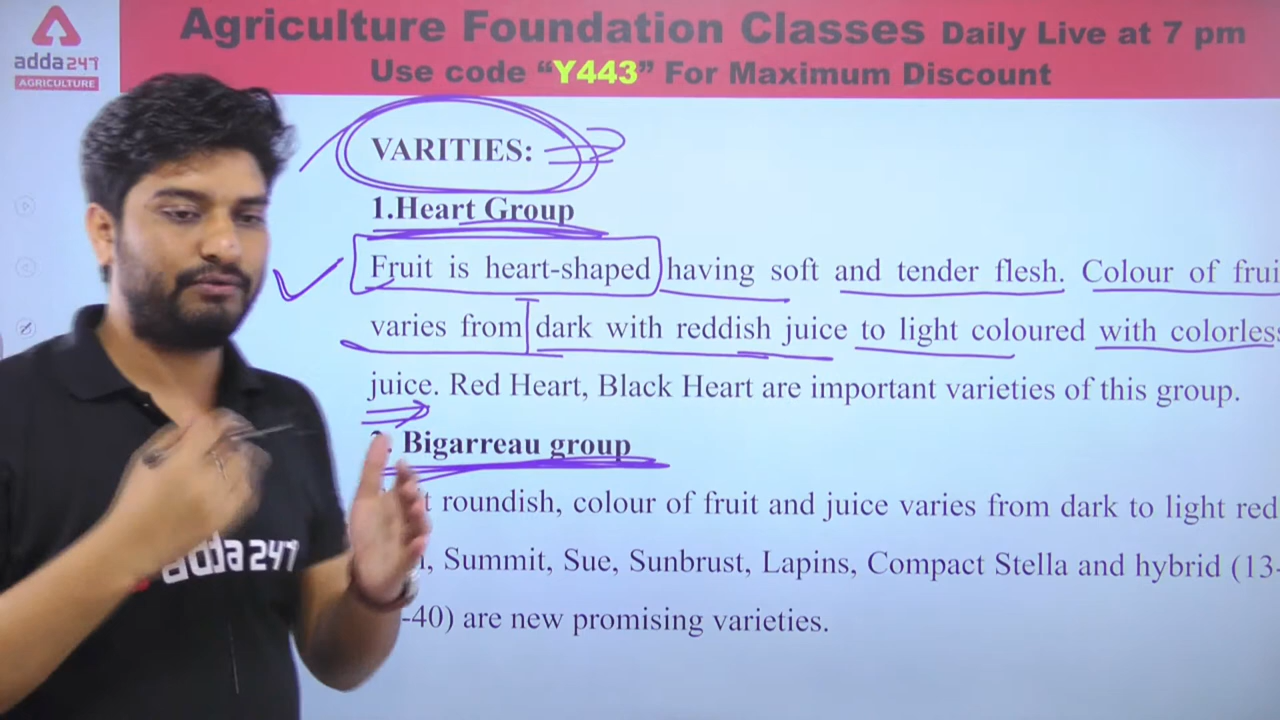 Agriculture Foundation Classes Daily Live at 7 pm
Use code “Y443” For Maximum Discount
adda247
AGRICULTURE
VARITIES:
1.Heart Group
Fruit is heart-shaped having soft and tender flesh. Colour of frui
varies from dark with reddish juice to light coloured with colorless
juice. Red Heart, Black Heart are important varieties of this group.
. Bigarreau group
t roundish, colour of fruit and juice varies from dark to light red
, Summit, Sue, Sunbrust, Lapins, Compact Stella and hybrid (13-
-40) are new promising varieties.
adda247